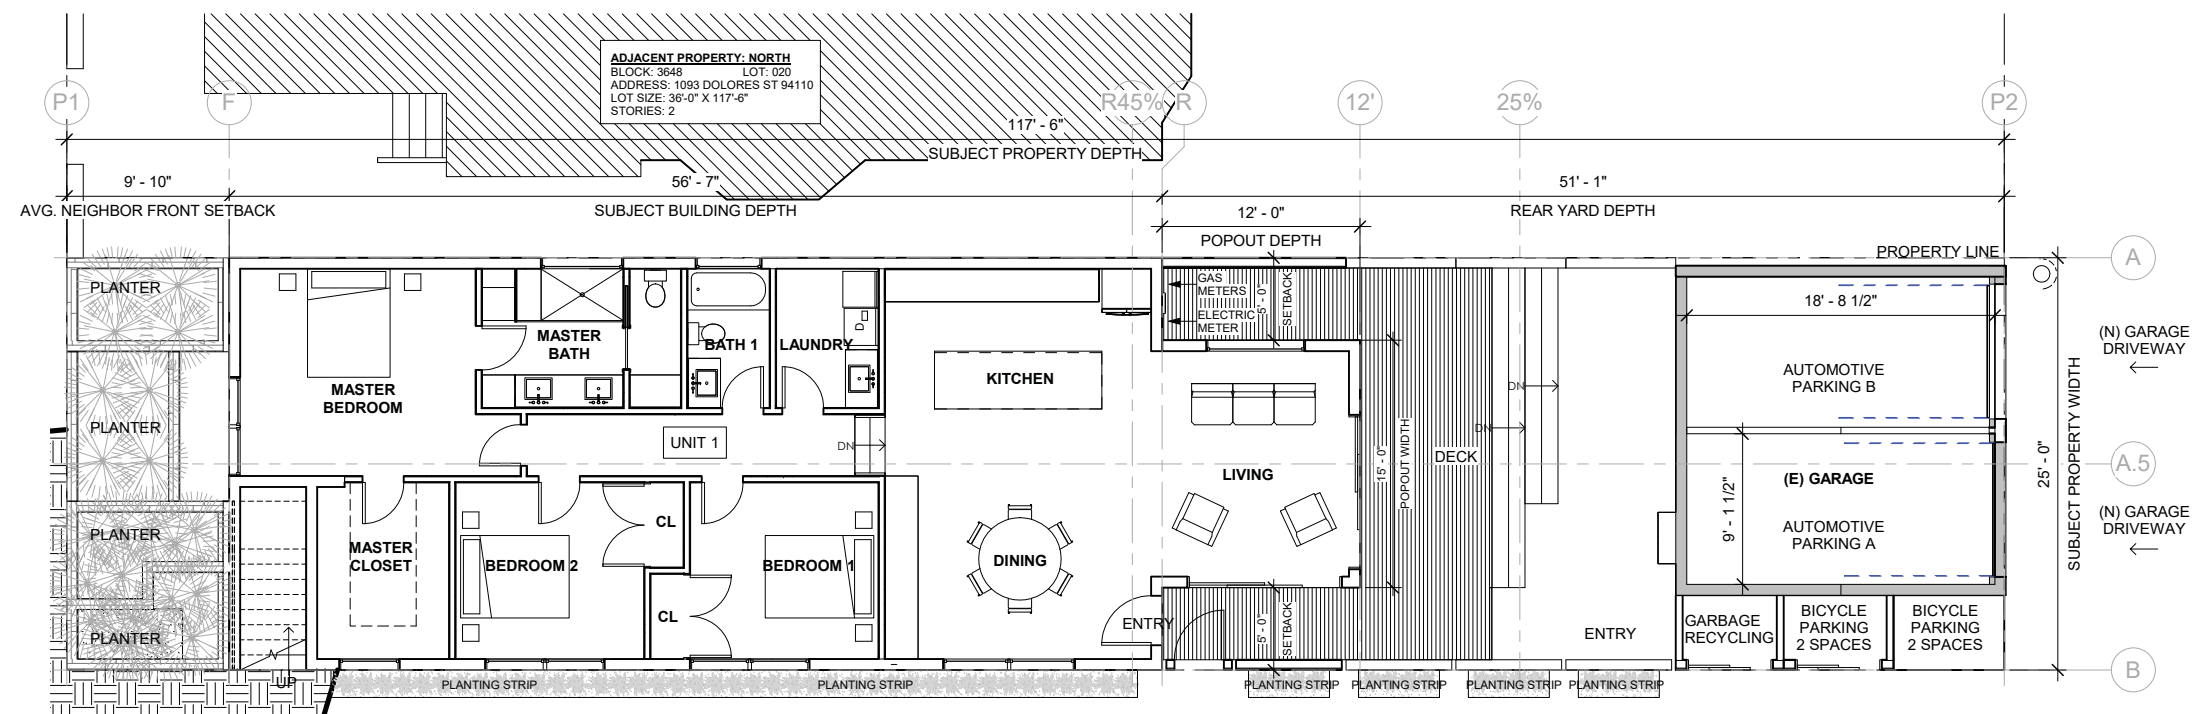 ADJACENT PROPERTY: NORTH
BLOCK: 3648 LOT: 020
ADDRESS: 1093 DOLORES ST 94110
LOT SIZE: 36'-0" X 117'-6"
STORIES: 2
P1
F
R45%
R
12'
25%
P2
117' - 6"
SUBJECT PROPERTY DEPTH
9' - 10"
56' - 7"
51' - 1"
AVG. NEIGHBOR FRONT SETBACK
SUBJECT BUILDING DEPTH
12' - 0"
REAR YARD DEPTH
POPOUT DEPTH
PROPERTY LINE
A
PLANTER
GAS
METERS
ELECTRIC
METER
5' - 0"
SETBACK
18' - 8 1/2"
(N) GARAGE
DRIVEWAY
MASTER
BATH
BATH 1
LAUNDRY
D
KITCHEN
AUTOMOTIVE
PARKING B
MASTER
BEDROOM
DN
PLANTER
UNIT 1
DN
DN
15' - 0"
POPOUT WIDTH
DECK
LIVING
A.5
25' - 0"
SUBJECT PROPERTY WIDTH
(E) GARAGE
9' - 1 1/2"
AUTOMOTIVE
PARKING A
(N) GARAGE
DRIVEWAY
PLANTER
CL
MASTER
CLOSET
BEDROOM 2
BEDROOM 1
DINING
CL
ENTRY
5' - 0"
SETBACK
ENTRY
GARBAGE
RECYCLING
BICYCLE
PARKING
2 SPACES
BICYCLE
PARKING
2 SPACES
PLANTER
B
UP
PLANTING STRIP
PLANTING STRIP
PLANTING STRIP
PLANTING STRIP
PLANTING STRIP
PLANTING STRIP